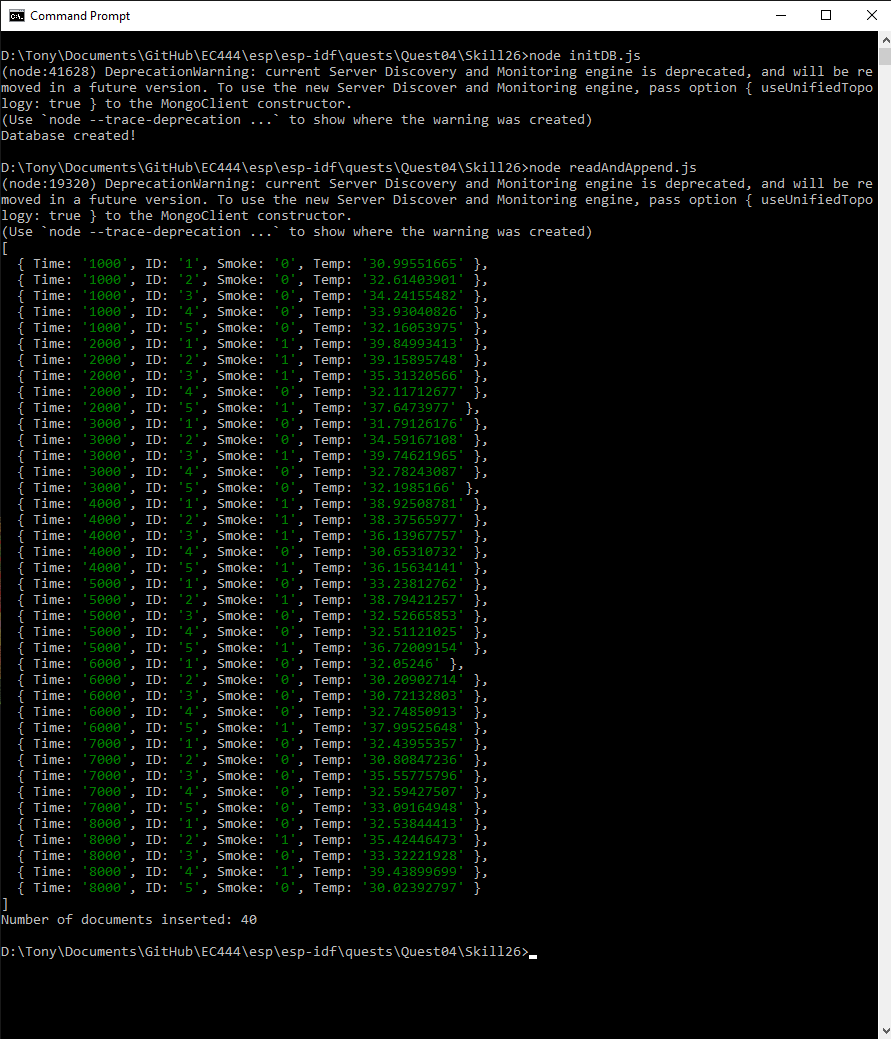 Command Prompt
D:\Tony\Documents\GitHub\EC444\esp\esp-idf\quests\Quest04\Skill26>node initDB.js
(node:41628) DeprecationWarning: current Server Discovery and Monitoring engine is deprecated, and will be re
moved in a future version. To use the new Server Discover and Monitoring engine, pass option { useUnifiedTopo
logy: true } to the MongoClient constructor.
(Use `node --trace-deprecation ...` to show where the warning was created)
Database created!
D:\Tony\Documents\GitHub\EC444\esp\esp-idf\quests\Quest04\Skill26>node readAndAppend.js
(node:19320) DeprecationWarning: current Server Discovery and Monitoring engine is deprecated, and will be re
moved in a future version. To use the new Server Discover and Monitoring engine, pass option { useUnifiedTopo
logy: true } to the MongoClient constructor.
(Use `node --trace-deprecation ...` to show where the warning was created)
[
  { Time: '1000', ID: '1', Smoke: '0', Temp: '30.99551665' },
  { Time: '1000', ID: '2', Smoke: '0', Temp: '32.61403901' },
  { Time: '1000', ID: '3', Smoke: '0', Temp: '34.24155482' },
  { Time: '1000', ID: '4', Smoke: '0', Temp: '33.93040826' },
  { Time: '1000', ID: '5', Smoke: '0', Temp: '32.16053975' },
  { Time: '2000', ID: '1', Smoke: '1', Temp: '39.84993413' },
  { Time: '2000', ID: '2', Smoke: '1', Temp: '39.15895748' },
  { Time: '2000', ID: '3', Smoke: '1', Temp: '35.31320566' },
  { Time: '2000', ID: '4', Smoke: '0', Temp: '32.11712677' },
  { Time: '2000', ID: '5', Smoke: '1', Temp: '37.6473977' },
  { Time: '3000', ID: '1', Smoke: '0', Temp: '31.79126176' },
  { Time: '3000', ID: '2', Smoke: '0', Temp: '34.59167108' },
  { Time: '3000', ID: '3', Smoke: '1', Temp: '39.74621965' },
  { Time: '3000', ID: '4', Smoke: '0', Temp: '32.78243087' },
  { Time: '3000', ID: '5', Smoke: '0', Temp: '32.1985166' },
  { Time: '4000', ID: '1', Smoke: '1', Temp: '38.92508781' },
  { Time: '4000', ID: '2', Smoke: '1', Temp: '38.37565977' },
  { Time: '4000', ID: '3', Smoke: '1', Temp: '36.13967757' },
  { Time: '4000', ID: '4', Smoke: '0', Temp: '30.65310732' },
  { Time: '4000', ID: '5', Smoke: '1', Temp: '36.15634141' },
  { Time: '5000', ID: '1', Smoke: '0', Temp: '33.23812762' },
  { Time: '5000', ID: '2', Smoke: '1', Temp: '38.79421257' },
  { Time: '5000', ID: '3', Smoke: '0', Temp: '32.52665853' },
  { Time: '5000', ID: '4', Smoke: '0', Temp: '32.51121025' },
  { Time: '5000', ID: '5', Smoke: '1', Temp: '36.72009154' },
  { Time: '6000', ID: '1', Smoke: '0', Temp: '32.05246' },
  { Time: '6000', ID: '2', Smoke: '0', Temp: '30.20902714' },
  { Time: '6000', ID: '3', Smoke: '0', Temp: '30.72132803' },
  { Time: '6000', ID: '4', Smoke: '0', Temp: '32.74850913' },
  { Time: '6000', ID: '5', Smoke: '1', Temp: '37.99525648' },
  { Time: '7000', ID: '1', Smoke: '0', Temp: '32.43955357' },
  { Time: '7000', ID: '2', Smoke: '0', Temp: '30.80847236' },
  { Time: '7000', ID: '3', Smoke: '0', Temp: '35.55775796' },
  { Time: '7000', ID: '4', Smoke: '0', Temp: '32.59427507' },
  { Time: '7000', ID: '5', Smoke: '0', Temp: '33.09164948' },
  { Time: '8000', ID: '1', Smoke: '0', Temp: '32.53844413' },
  { Time: '8000', ID: '2', Smoke: '1', Temp: '35.42446473' },
  { Time: '8000', ID: '3', Smoke: '0', Temp: '33.32221928' },
  { Time: '8000', ID: '4', Smoke: '1', Temp: '39.43899699' },
  { Time: '8000', ID: '5', Smoke: '0', Temp: '30.02392797' }
]
Number of documents inserted: 40
D:\Tony\Documents\GitHub\EC444\esp\esp-idf\quests\Quest04\Skill26>